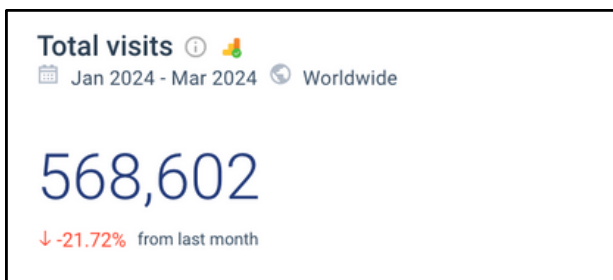 Total visits
Jan 2024 - Mar 2024 Worldwide
568,602
↓ -21.72% from last month